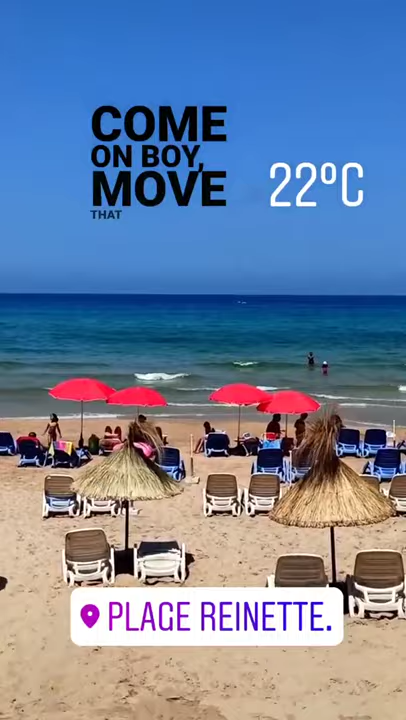 COME
ON BOY,
MOVE
THAT
22°C
PLAGE REINETTE.